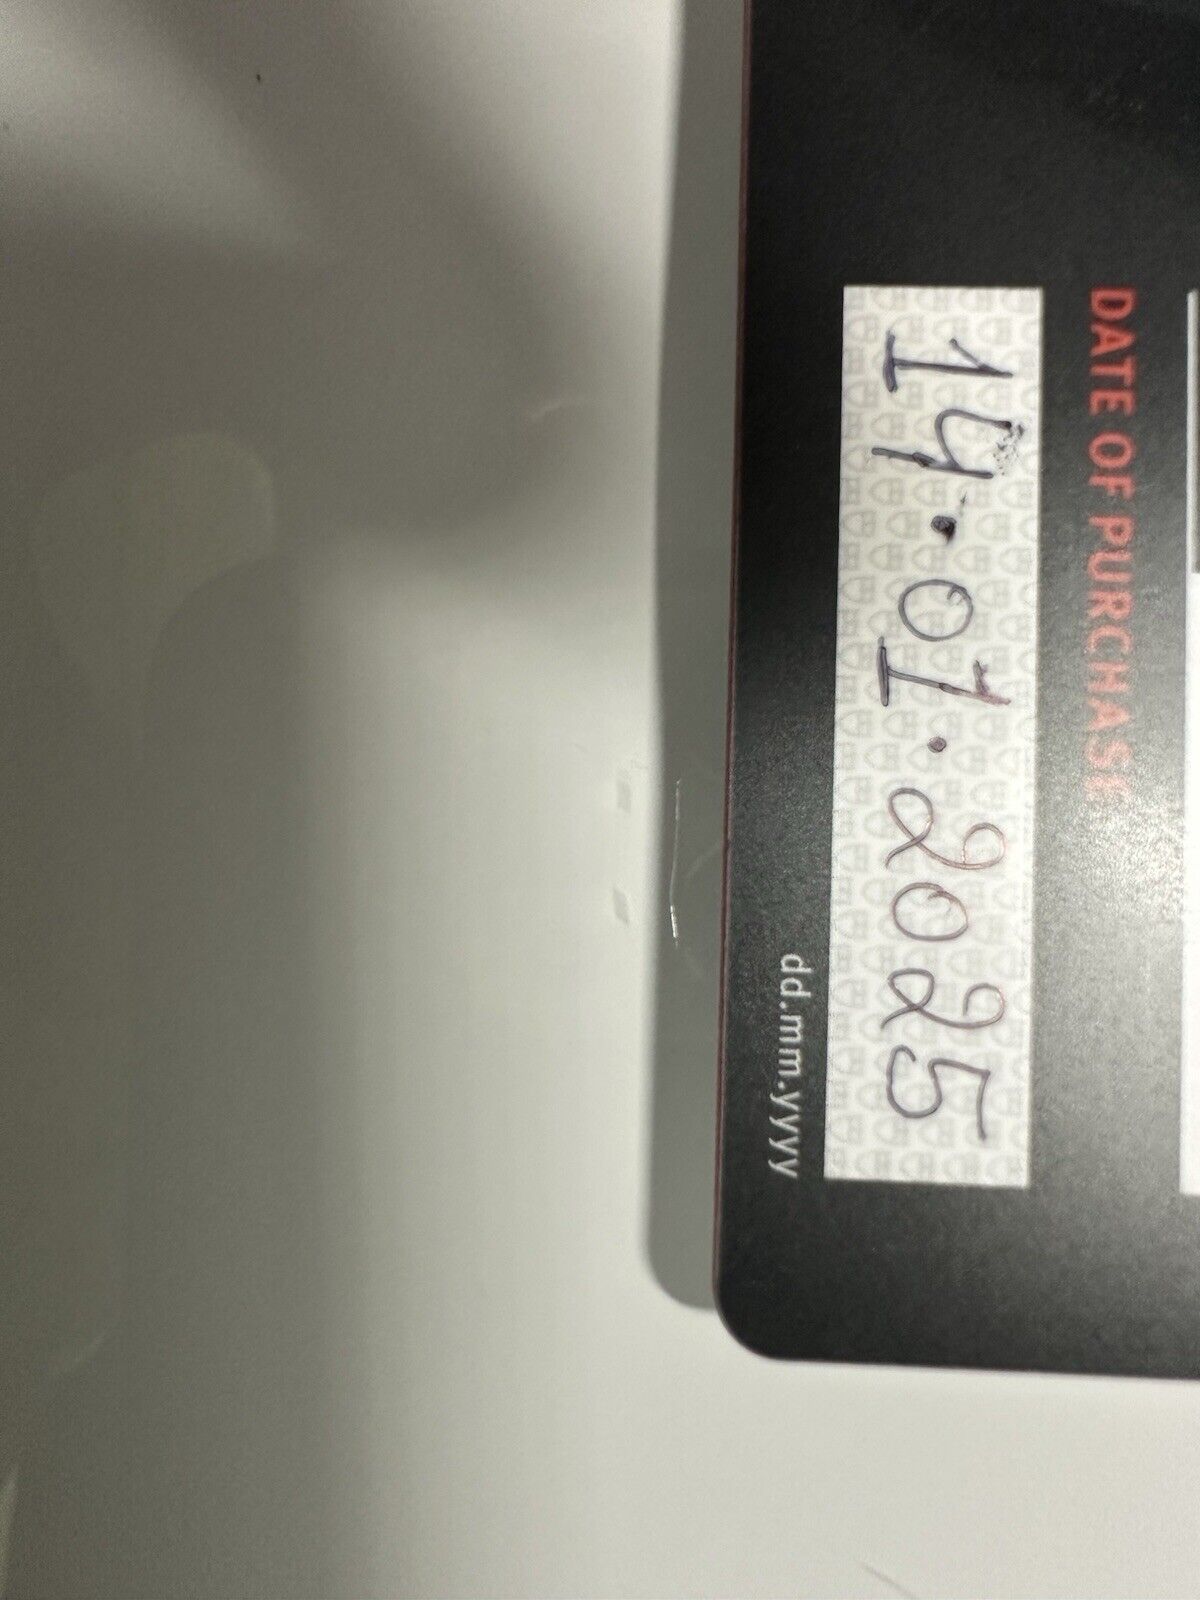 DATE OF PURCHASE
14.01.2025
dd.mm.yyyy